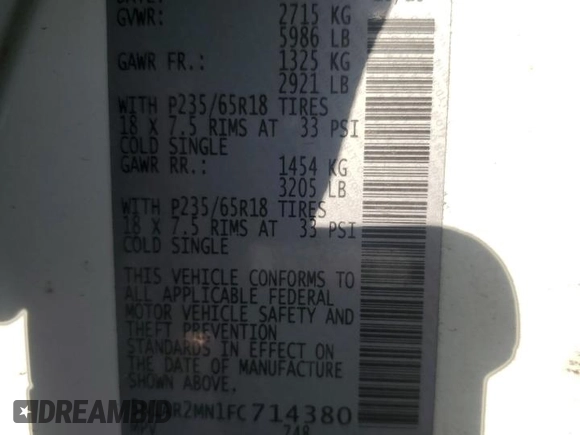 GVWR: 2715 KG
5986 LB
GAWR FR.: 1325 KG
2921 LB
WITH P235/65R18 TIRES
18 X 7.5 RIMS AT 33 PSI
COLD SINGLE
GAWR RR.: 1454 KG
3205 LB
WITH P235/65R18 TIRES
18 X 7.5 RIMS AT 33 PSI
COLD SINGLE
THIS VEHICLE CONFORMS TO
ALL APPLICABLE FEDERAL
MOTOR VEHICLE SAFETY AND
THEFT PREVENTION
STANDARDS IN EFFECT ON
THE DATE OF MANUFACTURE
SHOWN ABOVE.
R2MN1FC714380
MPV 748